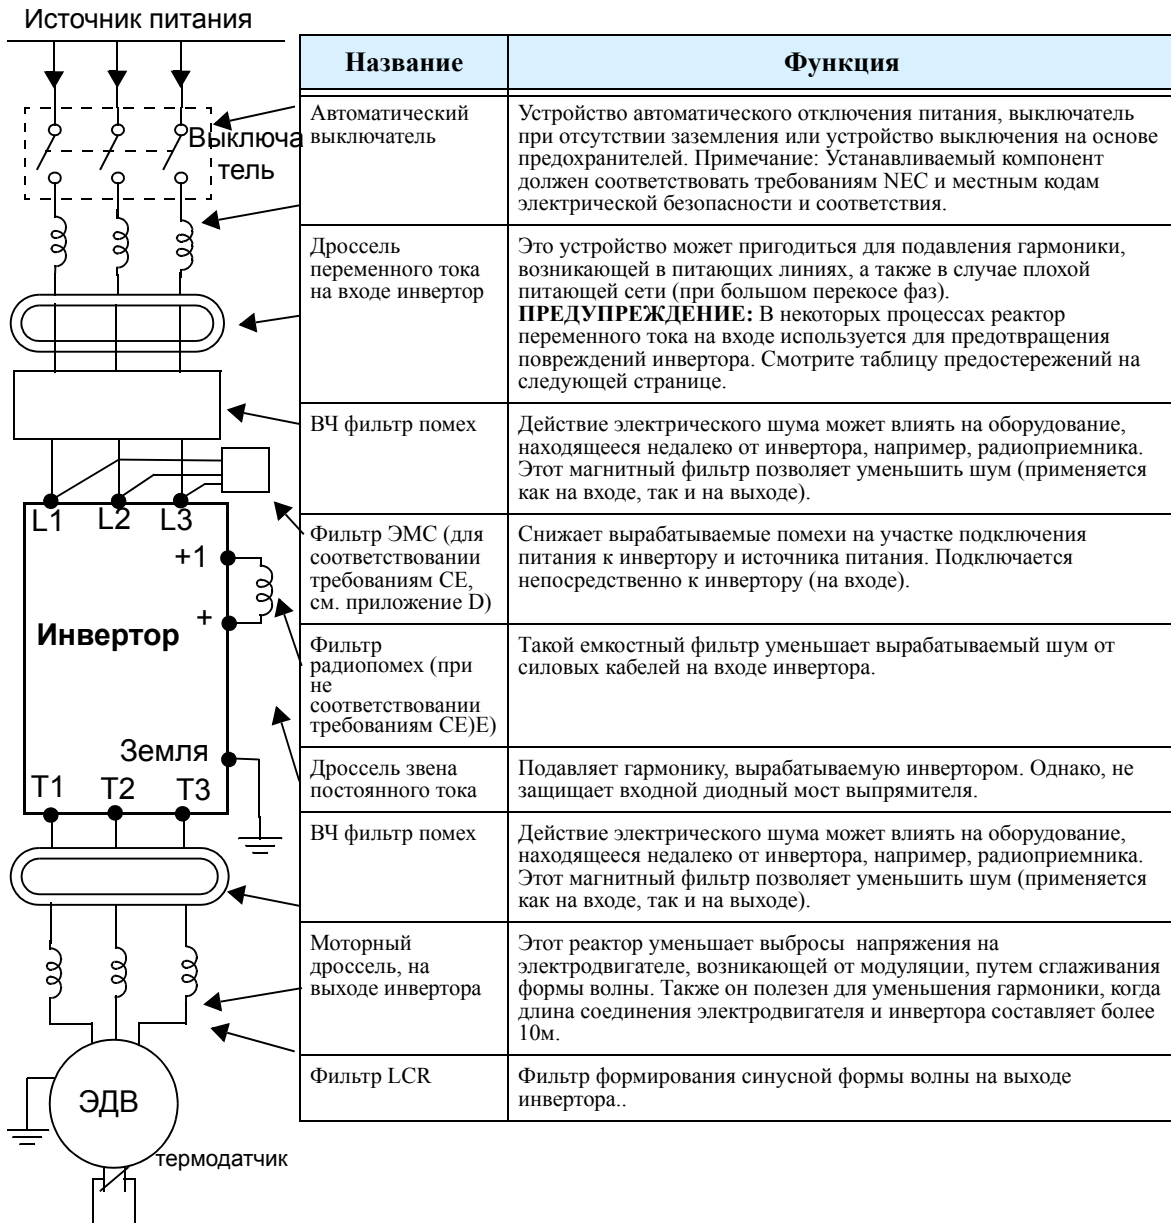 Источник питания
Выключа
тель
L1 L2 L3
+1
+
Инвертор
Земля
T1 T2 T3
ЭДВ
термодатчик
Название
Функция
Автоматический
выключатель
Устройство автоматического отключения питания, выключатель
при отсутствии заземления или устройство выключения на основе
предохранителей. Примечание: Устанавливаемый компонент
должен соответствовать требованиям NEC и местным кодам
электрической безопасности и соответствия.
Дроссель
переменного тока
на входе инвертор
Это устройство может пригодиться для подавления гармоники,
возникающей в питающих линиях, а также в случае плохой
питающей сети (при большом перекосе фаз).
ПРЕДУПРЕЖДЕНИЕ: В некоторых процессах реактор
переменного тока на входе используется для предотвращения
повреждений инвертора. Смотрите таблицу предостережений на
следующей странице.
ВЧ фильтр помех
Действие электрического шума может влиять на оборудование,
находящееся недалеко от инвертора, например, радиоприемника.
Этот магнитный фильтр позволяет уменьшить шум (применяется
как на входе, так и на выходе).
Фильтр ЭМС (для
соответствовании
требованиям CE,
см. приложение D)
Снижает вырабатываемые помехи на участке подключения
питания к инвертору и источника питания. Подключается
непосредственно к инвертору (на входе).
Фильтр
радиопомех (при
не
соответствовании
требованиям CE)E)
Такой емкостный фильтр уменьшает вырабатываемый шум от
силовых кабелей на входе инвертора.
Дроссель звена
постоянного тока
Подавляет гармонику, вырабатываемую инвертором. Однако, не
защищает входной диодный мост выпрямителя.
ВЧ фильтр помех
Действие электрического шума может влиять на оборудование,
находящееся недалеко от инвертора, например, радиоприемника.
Этот магнитный фильтр позволяет уменьшить шум (применяется
как на входе, так и на выходе).
Моторный
дроссель, на
выходе инвертора
Этот реактор уменьшает выбросы напряжения на
электродвигателе, возникающей от модуляции, путем сглаживания
формы волны. Также он полезен для уменьшения гармоники, когда
длина соединения электродвигателя и инвертора составляет более
10м.
Фильтр LCR
Фильтр формирования синусной формы волны на выходе
инвертора..